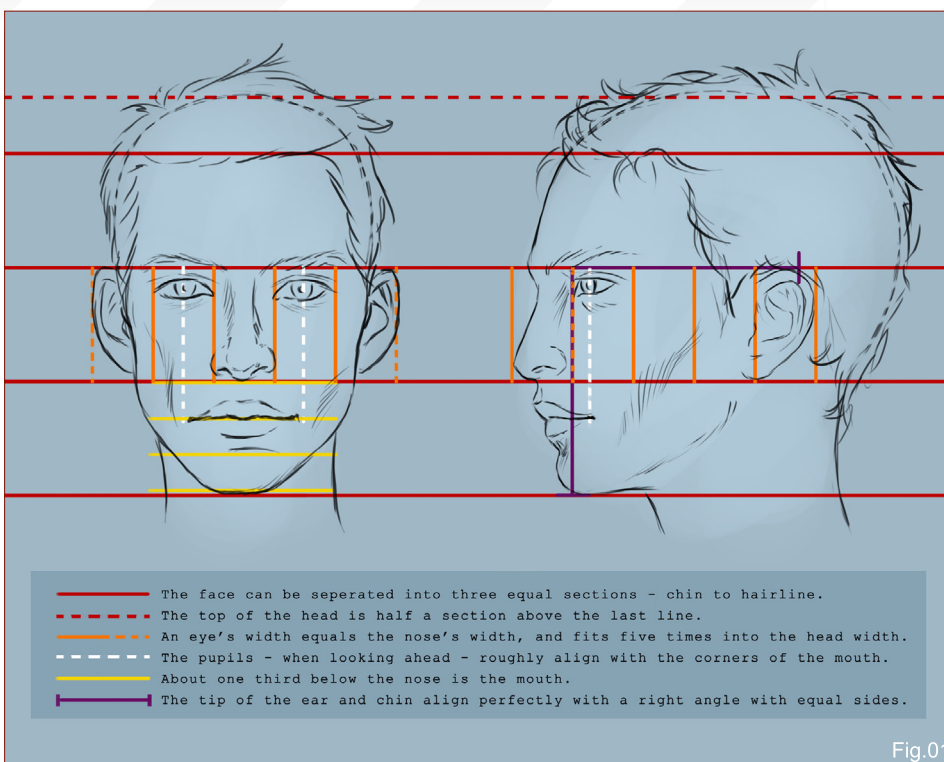 The face can be seperated into three equal sections - chin to hairline.
The top of the head is half a section above the last line.
An eye's width equals the nose's width, and fits five times into the head width.
The pupils - when looking ahead - roughly align with the corners of the mouth.
About one third below the nose is the mouth.
The tip of the ear and chin align perfectly with a right angle with equal sides.
Fig.01